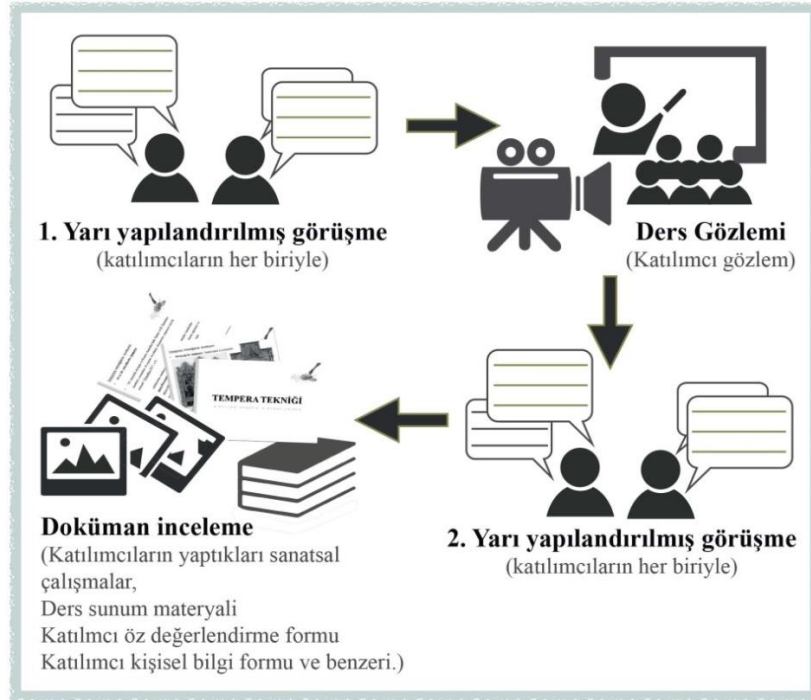 1. Yarı yapılandırılmış görüşme
(katılımcıların her biriyle)
Ders Gözlemi
(Katılımcı gözlem)
2. Yarı yapılandırılmış görüşme
(katılımcıların her biriyle)
TEMPERA TEKNİĞİ
Doküman inceleme
(Katılımcıların yaptıkları sanatsal
çalışmalar,
Ders sunum materyali
Katılmcı öz değerlendirme formu
Katılımcı kişisel bilgi formu ve benzeri.)